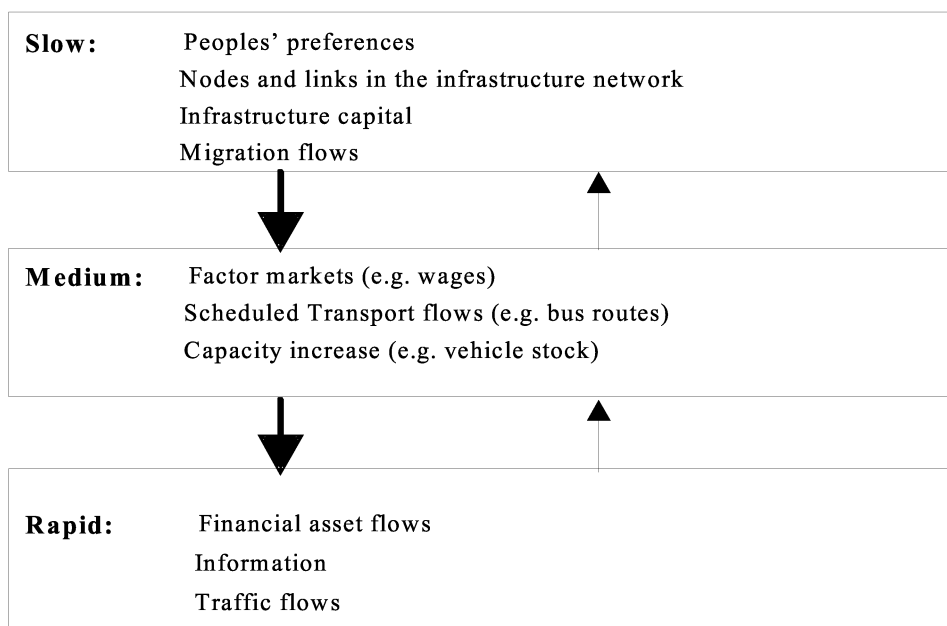 Slow: Peoples' preferences
Nodes and links in the infrastructure network
Infrastructure capital
Migration flows
Medium: Factor markets (e.g. wages)
Scheduled Transport flows (e.g. bus routes)
Capacity increase (e.g. vehicle stock)
Rapid: Financial asset flows
Information
Traffic flows